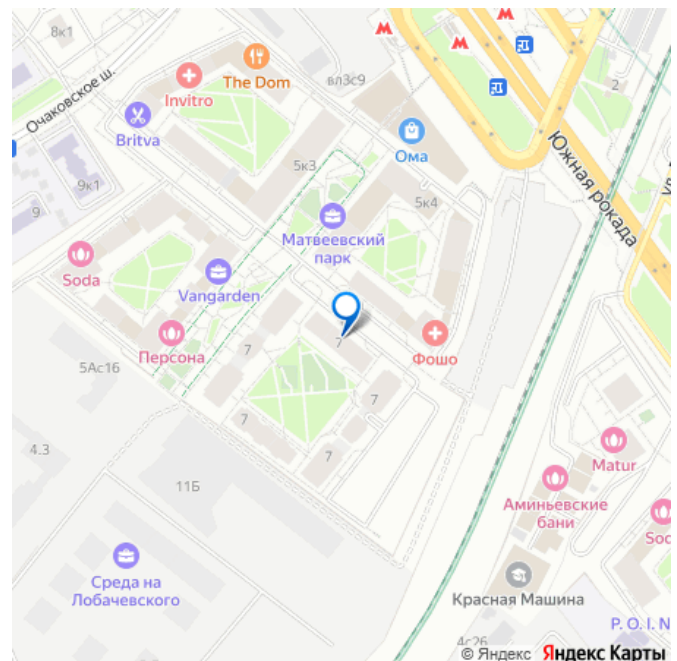 8к1
Очаковское ш.
The Dom
Invitro
вл3с9
2
Britva
Ома
Южная рокада
9к1
9
5к3
5к4
Матвеевский
парк
Soda
Vangarden
Персона
7
Фошо
5Ас16
7
7
7
7
4.3
11Б
Matur
Аминьевские
бани
Среда на
Лобачевского
Красная Машина
P. O. I. N
4с26
© Яндекс Яндекс Карты